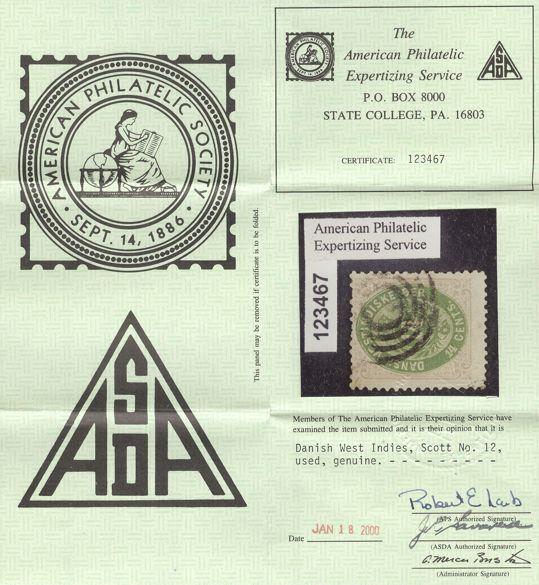 AMERICAN PHILATELIC SOCIETY
· SEPT. 14, 1886 ·
ASDA
This panel may be removed if certificate is to be folded.
The
American Philatelic
Expertizing Service
ASDA
P.O. BOX 8000
STATE COLLEGE, PA. 16803
CERTIFICATE: 123467
American Philatelic
Expertizing Service
123467
14 CENTS
Members of The American Philatelic Expertizing Service have
examined the item submitted and it is their opinion that it is
Danish West Indies, Scott No. 12,
used, genuine. - - - - - - - - - - -
Robert E. Lamb
(APS Authorized Signature)
Date JAN 18 2000
(ASDA Authorized Signature)
(Administrator Signature)